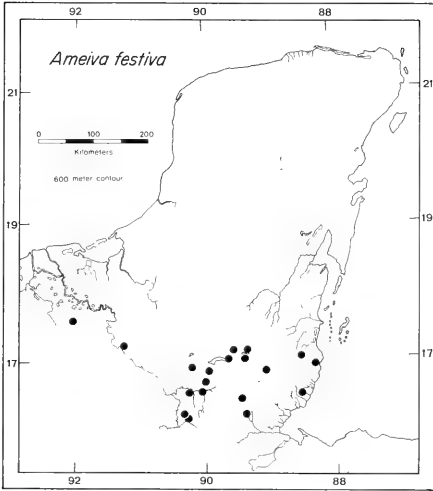 92 90 88
Ameiva festiva
21 21
0 100 200
Kilometers
600 meter contour
19 19
17 17
92 90 88